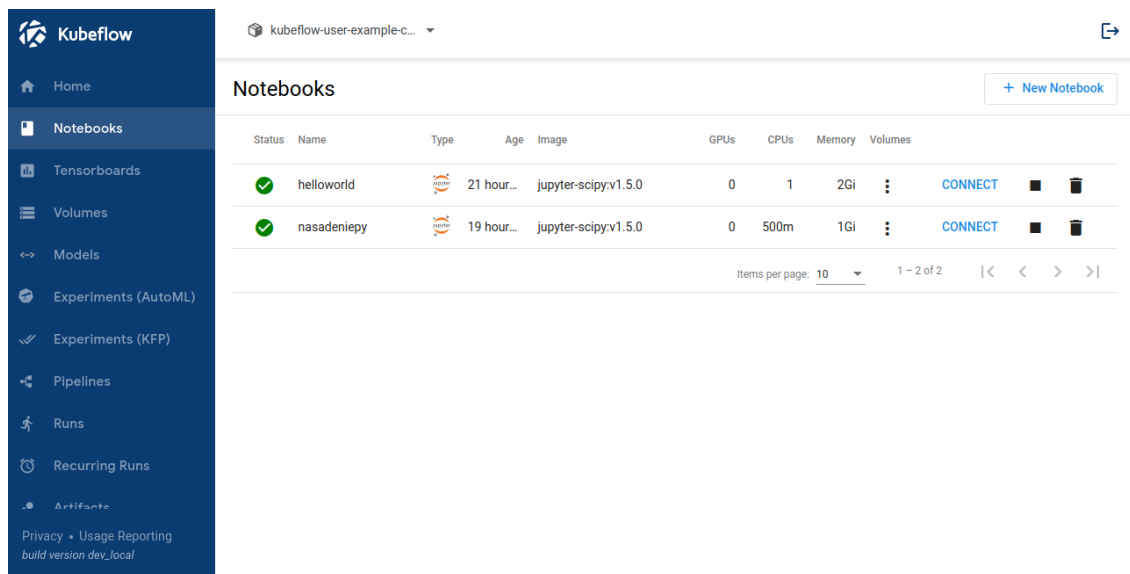 Kubeflow
kubeflow-user-example-c...
Home
Notebooks
Tensorboards
Volumes
Models
Experiments (AutoML)
Experiments (KFP)
Pipelines
Runs
Recurring Runs
Artifacts
Privacy • Usage Reporting
build version dev_local
Notebooks
+ New Notebook
Status Name Type Age Image GPUs CPUs Memory Volumes
helloworld jupyter 21 hour... jupyter-scipy:v1.5.0 0 1 2Gi CONNECT
nasadeniepy jupyter 19 hour... jupyter-scipy:v1.5.0 0 500m 1Gi CONNECT
Items per page: 10 1 – 2 of 2